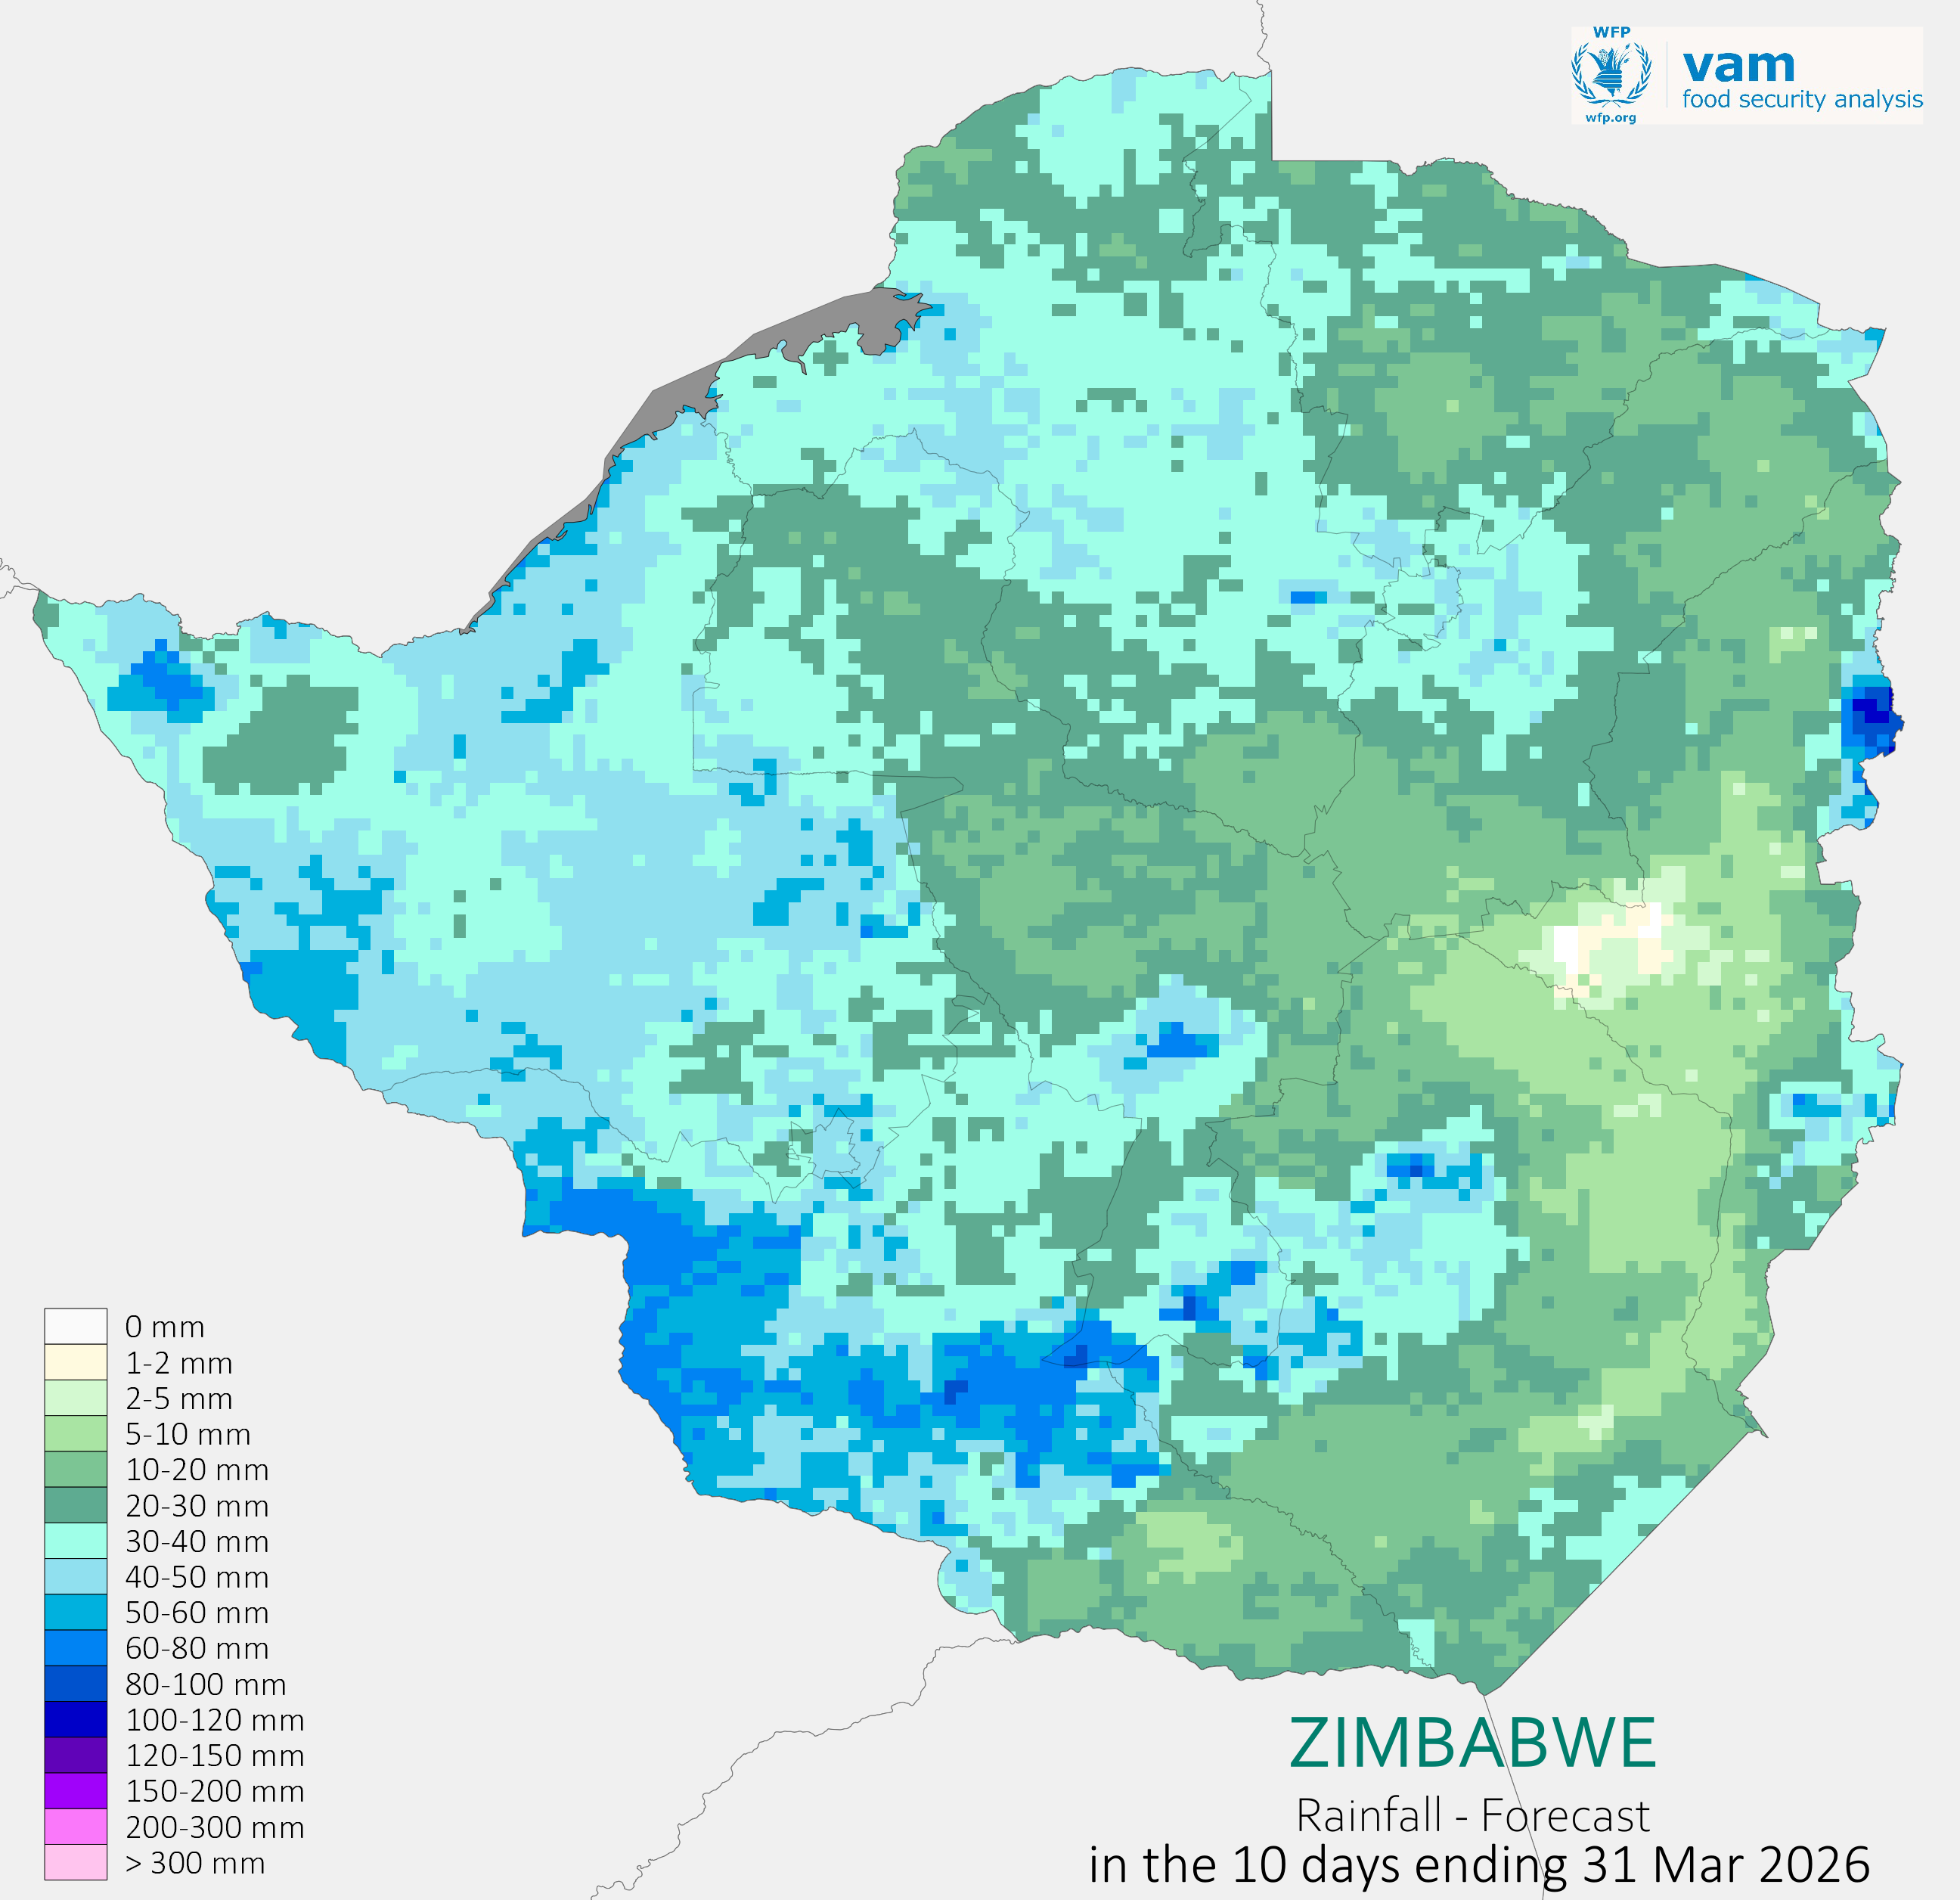 WFP
wfp.org
vam
food security analysis
0 mm
1-2 mm
2-5 mm
5-10 mm
10-20 mm
20-30 mm
30-40 mm
40-50 mm
50-60 mm
60-80 mm
80-100 mm
100-120 mm
120-150 mm
150-200 mm
200-300 mm
> 300 mm
ZIMBABWE
Rainfall - Forecast
in the 10 days ending 31 Mar 2026